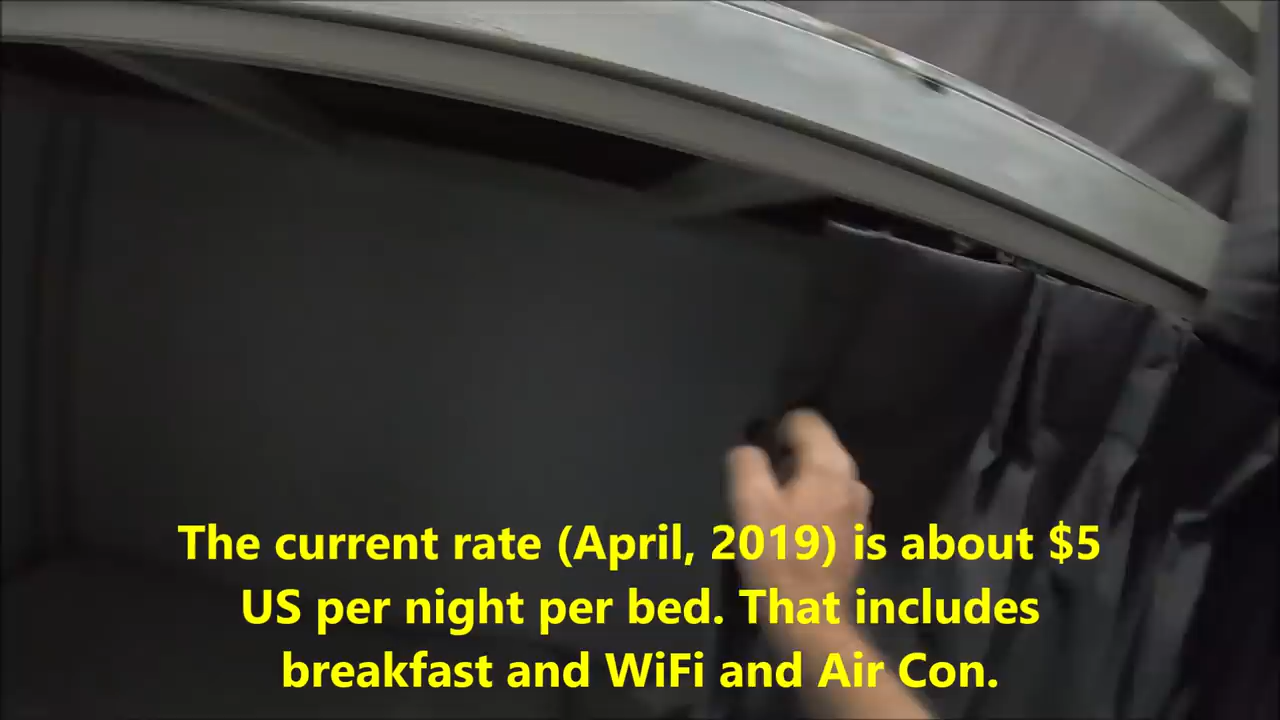 The current rate (April, 2019) is about $5
US per night per bed. That includes
breakfast and WiFi and Air Con.